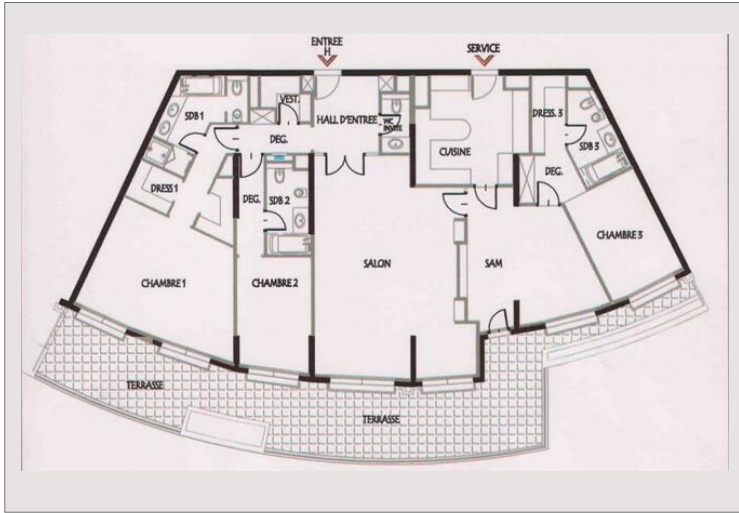 ENTREE
H
SERVICE
SDB 1
VEST.
HALL D'ENTREE
WC
INVITE
DEG.
CUISINE
DRESS. 3
SDB 3
DEG.
DRESS 1
DEG.
SDB 2
CHAMBRE 3
SALON
SAM
CHAMBRE 1
CHAMBRE 2
TERRASSE
TERRASSE